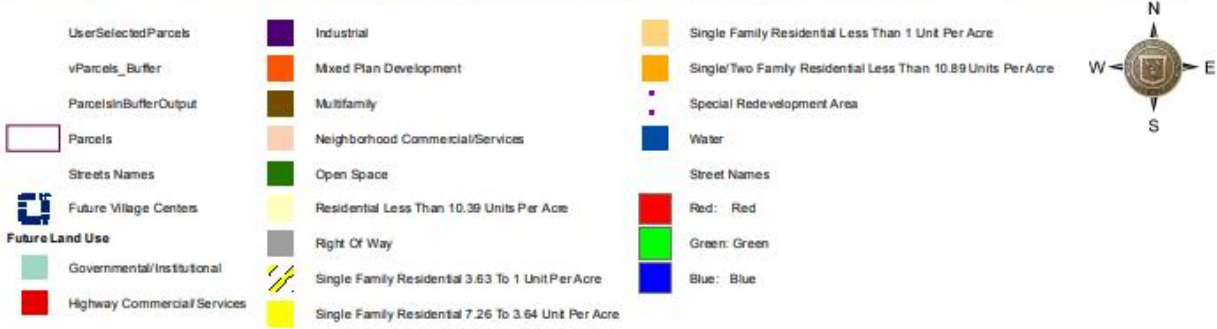 UserSelectedParcels
vParcels_Buffer
ParcelsInBufferOutput
Parcels
Streets Names
Future Village Centers
Future Land Use
Governmental/Institutional
Highway Commercial/Services
Industrial
Mixed Plan Development
Multifamily
Neighborhood Commercial/Services
Open Space
Residential Less Than 10.39 Units Per Acre
Right Of Way
Single Family Residential 3.63 To 1 Unit Per Acre
Single Family Residential 7.26 To 3.64 Unit Per Acre
Single Family Residential Less Than 1 Unit Per Acre
Single/Two Family Residential Less Than 10.89 Units Per Acre
Special Redevelopment Area
Water
Street Names
Red: Red
Green: Green
Blue: Blue
N
W E
S